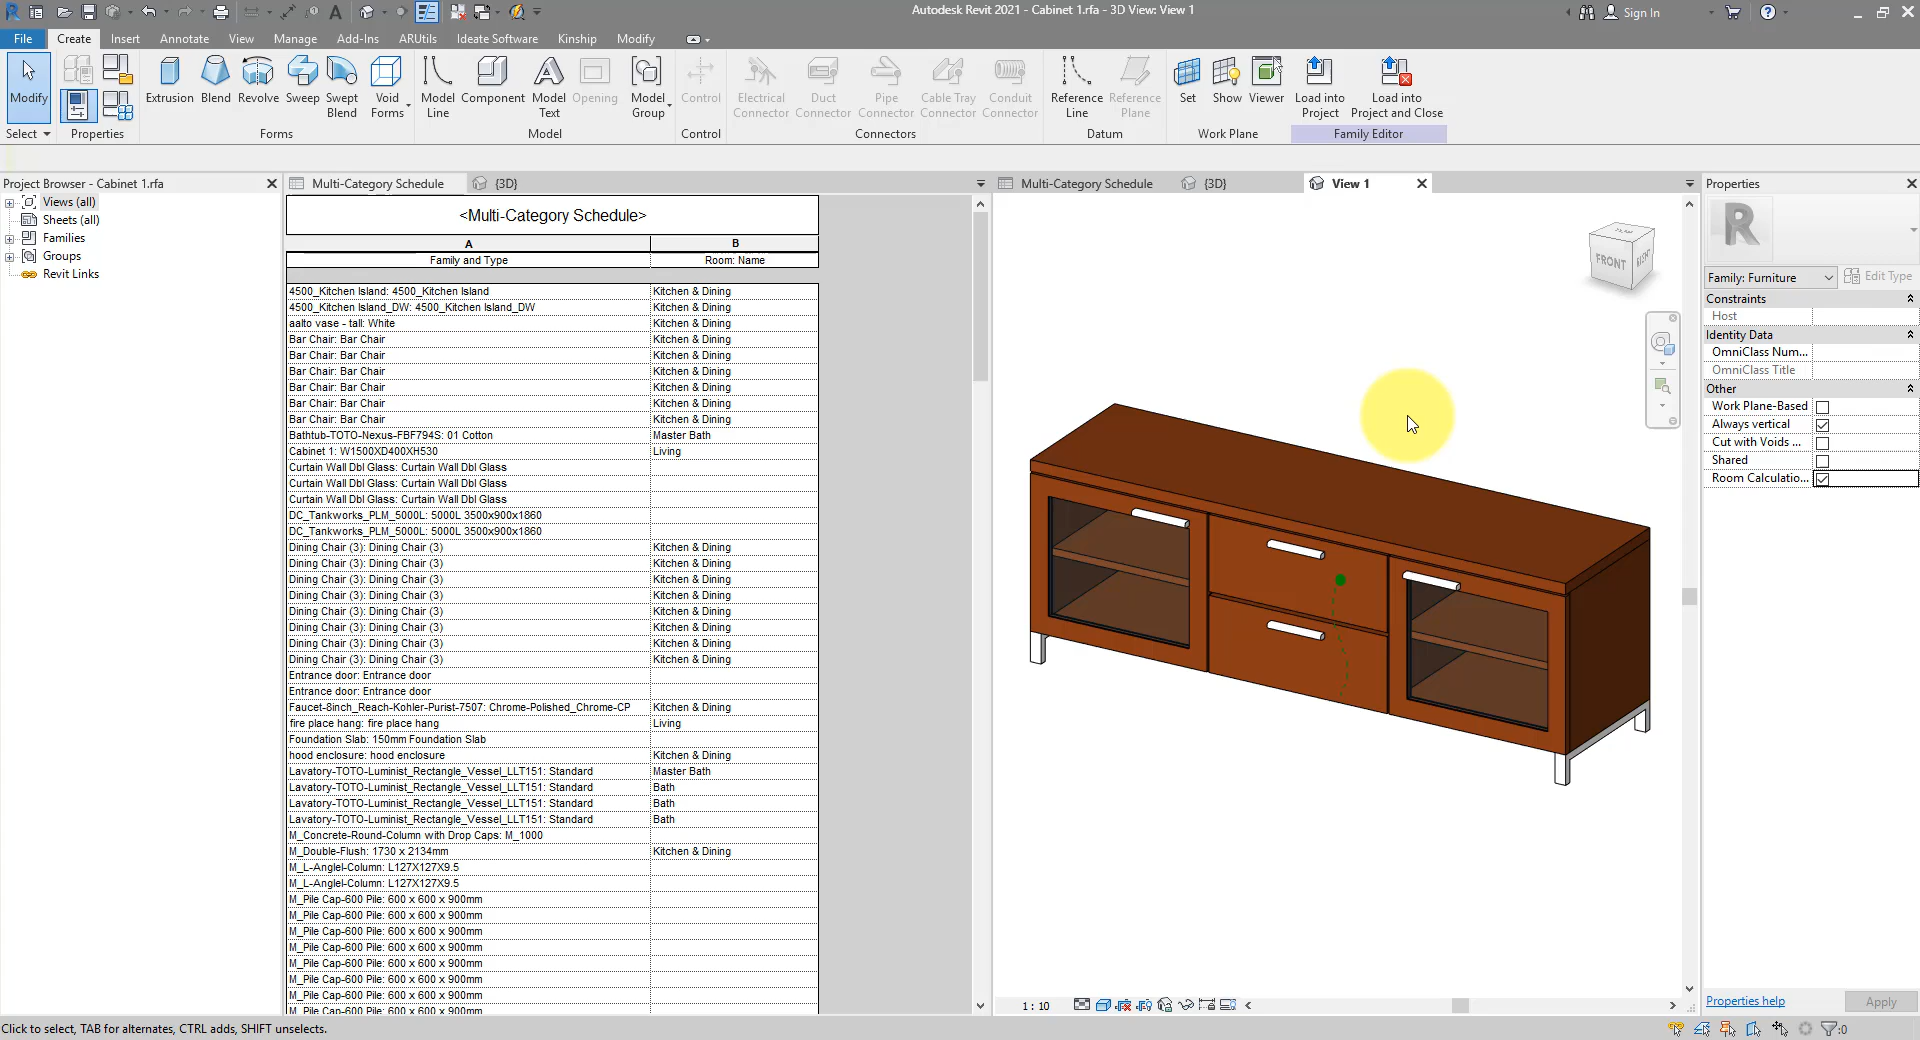 Autodesk Revit 2021 - Cabinet 1.rfa - 3D View: View 1
Sign In
File Create Insert Annotate View Manage Add-Ins ARUtils Ideate Software Kinship Modify
Modify
Extrusion Blend Revolve Sweep Swept Blend Void Forms
Model Line Component Model Text Opening Model Group
Control
Electrical Connector Duct Connector Pipe Connector Cable Tray Connector Conduit Connector
Reference Line Reference Plane
Set Show Viewer
Load into Project Load into Project and Close
Select Properties Forms Model Control Connectors Datum Work Plane Family Editor
Project Browser - Cabinet 1.rfa
Views (all)
Sheets (all)
Families
Groups
Revit Links
Multi-Category Schedule {3D}
<Multi-Category Schedule>
A B
Family and Type Room: Name
4500_Kitchen Island: 4500_Kitchen Island Kitchen & Dining
4500_Kitchen Island_DW: 4500_Kitchen Island_DW Kitchen & Dining
aalto vase - tall: White Kitchen & Dining
Bar Chair: Bar Chair Kitchen & Dining
Bar Chair: Bar Chair Kitchen & Dining
Bar Chair: Bar Chair Kitchen & Dining
Bar Chair: Bar Chair Kitchen & Dining
Bar Chair: Bar Chair Kitchen & Dining
Bar Chair: Bar Chair Kitchen & Dining
Bathtub-TOTO-Nexus-FBF794S: 01 Cotton Master Bath
Cabinet 1: W1500XD400XH530 Living
Curtain Wall Dbl Glass: Curtain Wall Dbl Glass
Curtain Wall Dbl Glass: Curtain Wall Dbl Glass
Curtain Wall Dbl Glass: Curtain Wall Dbl Glass
DC_Tankworks_PLM_5000L: 5000L 3500x900x1860
DC_Tankworks_PLM_5000L: 5000L 3500x900x1860
Dining Chair (3): Dining Chair (3) Kitchen & Dining
Dining Chair (3): Dining Chair (3) Kitchen & Dining
Dining Chair (3): Dining Chair (3) Kitchen & Dining
Dining Chair (3): Dining Chair (3) Kitchen & Dining
Dining Chair (3): Dining Chair (3) Kitchen & Dining
Dining Chair (3): Dining Chair (3) Kitchen & Dining
Dining Chair (3): Dining Chair (3) Kitchen & Dining
Dining Chair (3): Dining Chair (3) Kitchen & Dining
Entrance door: Entrance door
Entrance door: Entrance door
Faucet-8inch_Reach-Kohler-Purist-7507: Chrome-Polished_Chrome-CP Kitchen & Dining
fire place hang: fire place hang Living
Foundation Slab: 150mm Foundation Slab
hood enclosure: hood enclosure Kitchen & Dining
Lavatory-TOTO-Luminist_Rectangle_Vessel_LLT151: Standard Master Bath
Lavatory-TOTO-Luminist_Rectangle_Vessel_LLT151: Standard Bath
Lavatory-TOTO-Luminist_Rectangle_Vessel_LLT151: Standard Bath
Lavatory-TOTO-Luminist_Rectangle_Vessel_LLT151: Standard Bath
M_Concrete-Round-Column with Drop Caps: M_1000
M_Double-Flush: 1730 x 2134mm Kitchen & Dining
M_L-Anglel-Column: L127X127X9.5
M_L-Anglel-Column: L127X127X9.5
M_Pile Cap-600 Pile: 600 x 600 x 900mm
M_Pile Cap-600 Pile: 600 x 600 x 900mm
M_Pile Cap-600 Pile: 600 x 600 x 900mm
M_Pile Cap-600 Pile: 600 x 600 x 900mm
M_Pile Cap-600 Pile: 600 x 600 x 900mm
M_Pile Cap-600 Pile: 600 x 600 x 900mm
M_Pile Cap-600 Pile: 600 x 600 x 900mm
M_Pile Cap-600 Pile: 600 x 600 x 900mm
Multi-Category Schedule {3D} View 1
FRONT
RIGHT
1 : 10
Properties
R
Family: Furniture Edit Type
Constraints
Host
Identity Data
OmniClass Num...
OmniClass Title
Other
Work Plane-Based
Always vertical
Cut with Voids ...
Shared
Room Calculatio...
Properties help Apply
Click to select, TAB for alternates, CTRL adds, SHIFT unselects.
:0